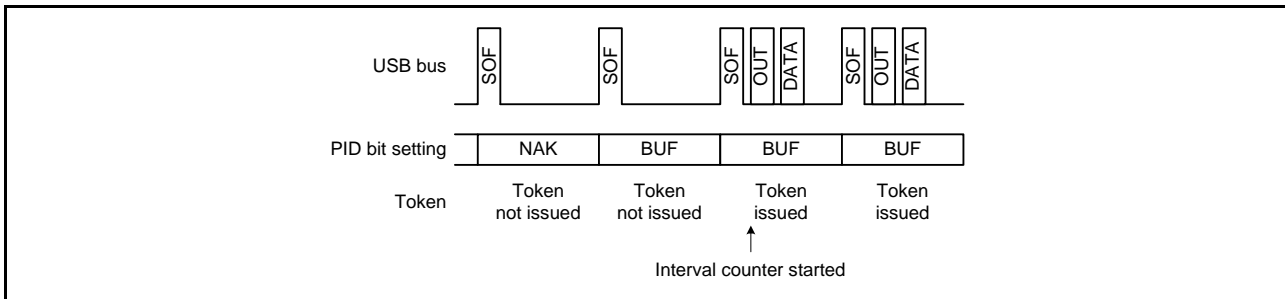 USB bus
SOF
SOF
SOF
OUT
DATA
SOF
OUT
DATA
PID bit setting
NAK
BUF
BUF
BUF
Token
Token
not issued
Token
not issued
Token
issued
Token
issued
Interval counter started